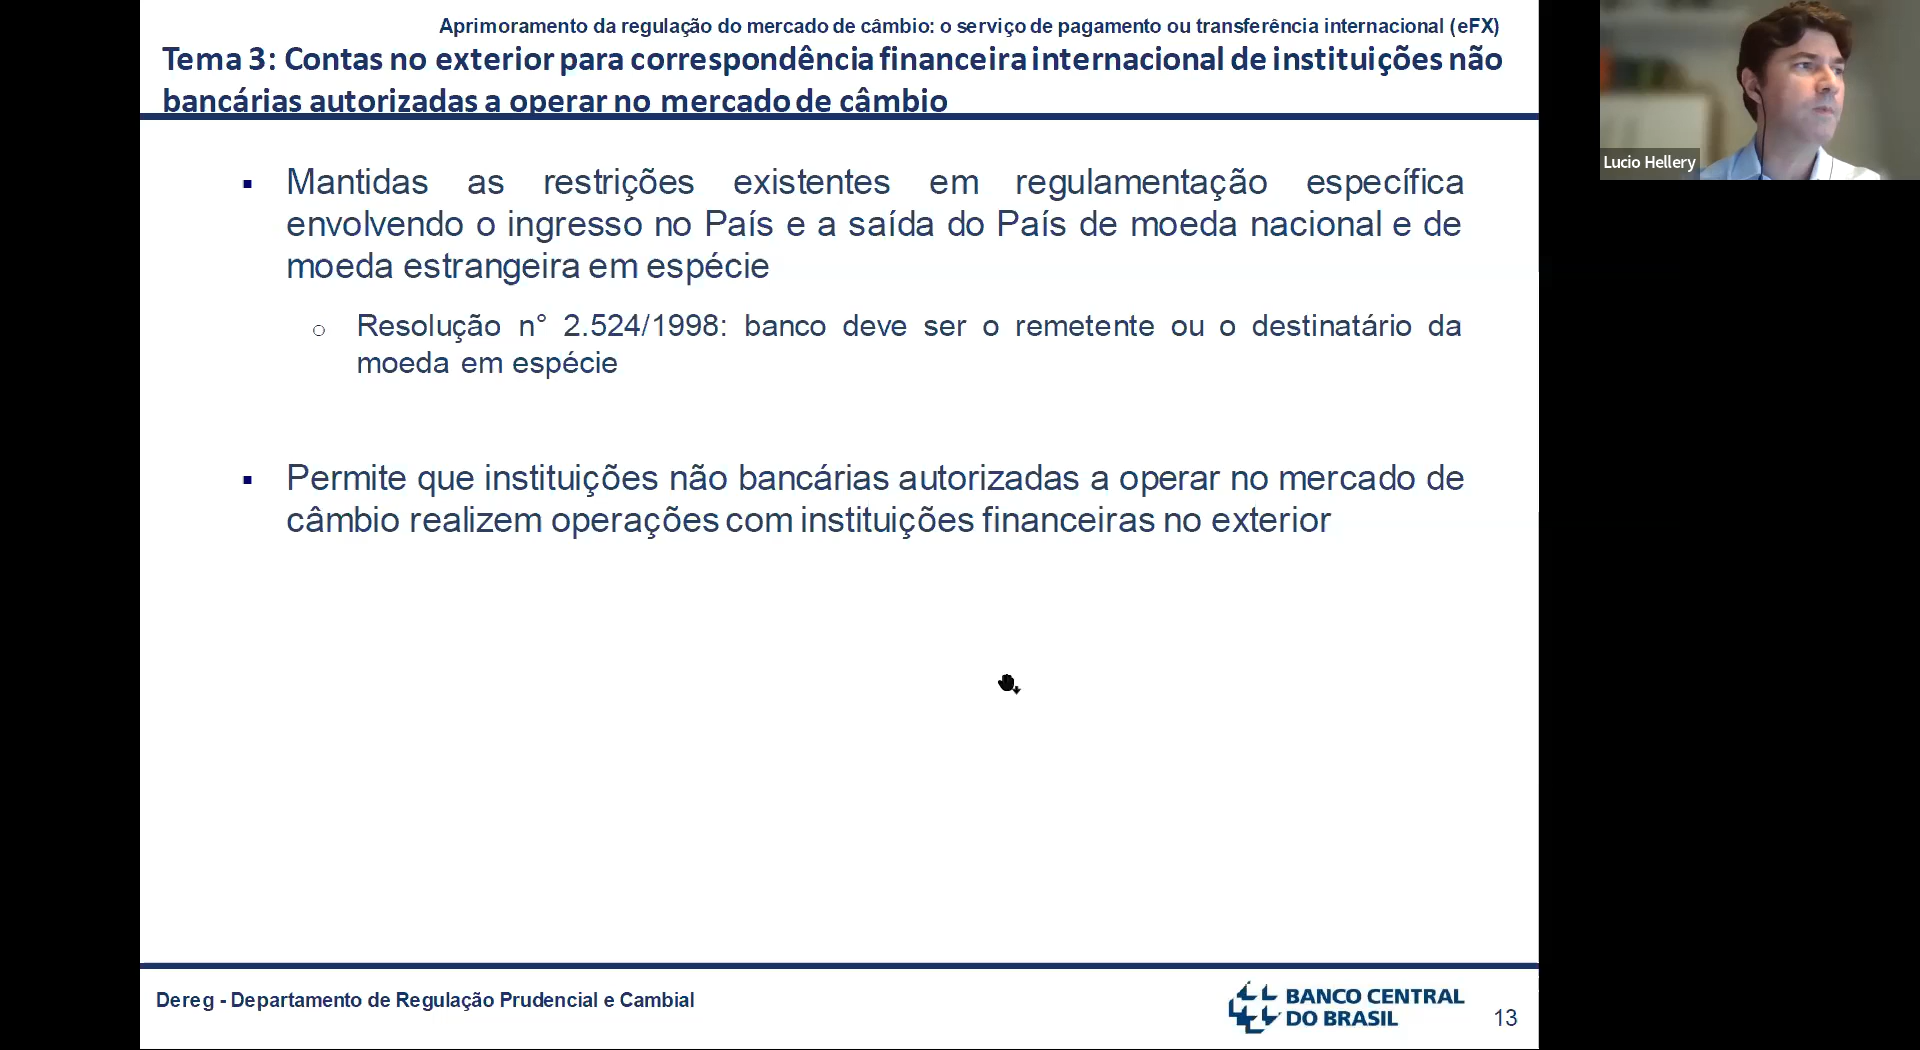 Aprimoramento da regulação do mercado de câmbio: o serviço de pagamento ou transferência internacional (eFX)
Tema 3: Contas no exterior para correspondência financeira internacional de instituições não
bancárias autorizadas a operar no mercado de câmbio
Lucio Hellery
▪ Mantidas as restrições existentes em regulamentação específica
envolvendo o ingresso no País e a saída do País de moeda nacional e de
moeda estrangeira em espécie
○ Resolução n° 2.524/1998: banco deve ser o remetente ou o destinatário da
moeda em espécie
▪ Permite que instituições não bancárias autorizadas a operar no mercado de
câmbio realizem operações com instituições financeiras no exterior
Dereg - Departamento de Regulação Prudencial e Cambial
BANCO CENTRAL
DO BRASIL
13